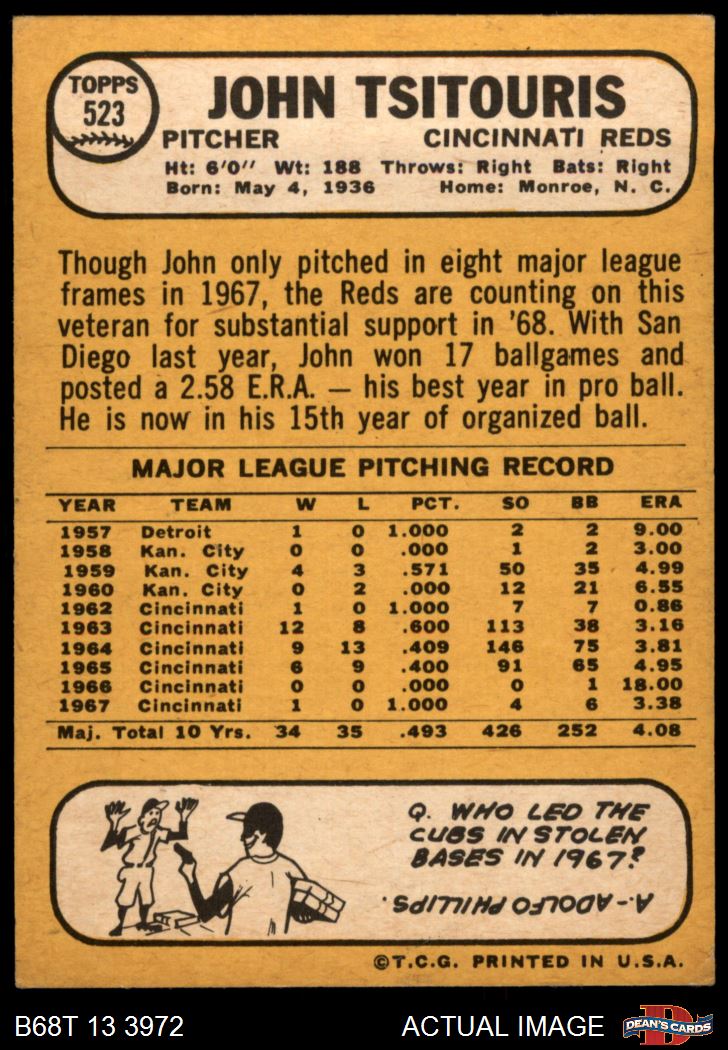 TOPPS
523
JOHN TSITOURIS
PITCHER CINCINNATI REDS
Ht: 6'0" Wt: 188 Throws: Right Bats: Right
Born: May 4, 1936 Home: Monroe, N. C.
Though John only pitched in eight major league
frames in 1967, the Reds are counting on this
veteran for substantial support in '68. With San
Diego last year, John won 17 ballgames and
posted a 2.58 E.R.A. — his best year in pro ball.
He is now in his 15th year of organized ball.
MAJOR LEAGUE PITCHING RECORD
YEAR TEAM W L PCT. SO BB ERA
1957 Detroit 1 0 1.000 2 2 9.00
1958 Kan. City 0 0 .000 1 2 3.00
1959 Kan. City 4 3 .571 50 35 4.99
1960 Kan. City 0 2 .000 12 21 6.55
1962 Cincinnati 1 0 1.000 7 7 0.86
1963 Cincinnati 12 8 .600 113 38 3.16
1964 Cincinnati 9 13 .409 146 75 3.81
1965 Cincinnati 6 9 .400 91 65 4.95
1966 Cincinnati 0 0 .000 0 1 18.00
1967 Cincinnati 1 0 1.000 4 6 3.38
Maj. Total 10 Yrs. 34 35 .493 426 252 4.08
Q. WHO LED THE
CUBS IN STOLEN
BASES IN 1967?
A-ADOLFO PHILLIPS.
©T.C.G. PRINTED IN U.S.A.
B68T 13 3972 ACTUAL IMAGE
D
DEAN'S CARDS